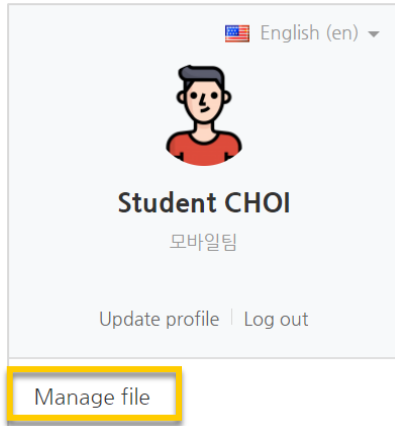 English (en)
Student CHOI
모바일팀
Update profile Log out
Manage file